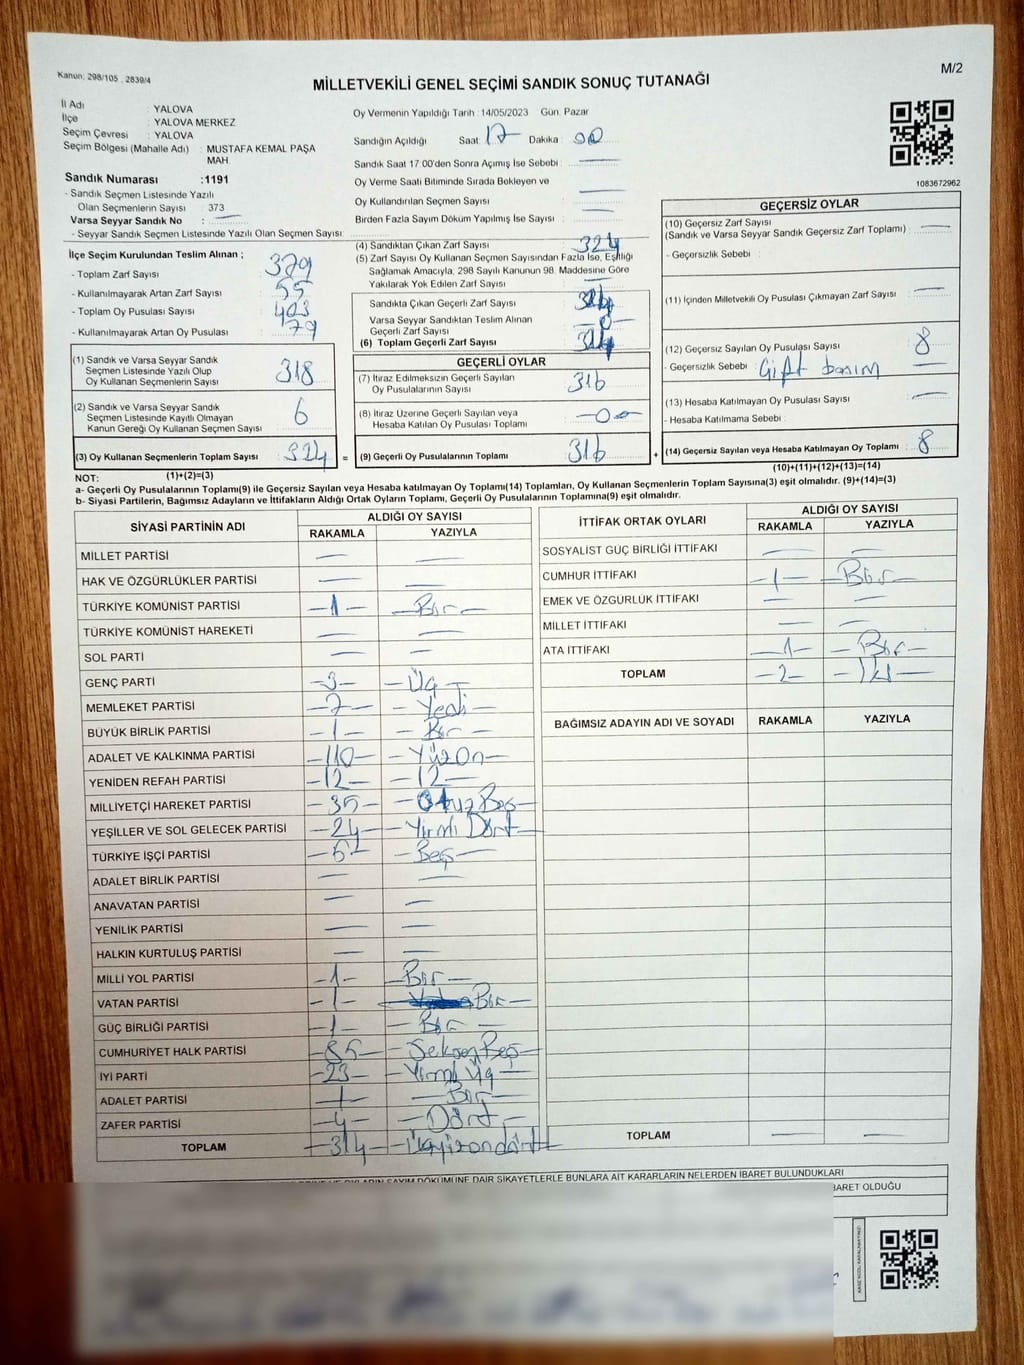 Kanun: 298/105 , 2839/4
M/2
MİLLETVEKİLİ GENEL SEÇİMİ SANDIK SONUÇ TUTANAĞI
İl Adı : YALOVA
İlçe : YALOVA MERKEZ
Seçim Çevresi : YALOVA
Seçim Bölgesi (Mahalle Adı) : MUSTAFA KEMAL PAŞA MAH.
Sandık Numarası :1191
- Sandık Seçmen Listesinde Yazılı
Olan Seçmenlerin Sayısı : 373
Varsa Seyyar Sandık No : —
- Seyyar Sandık Seçmen Listesinde Yazılı Olan Seçmen Sayısı:
Oy Vermenin Yapıldığı Tarih : 14/05/2023 Gün: Pazar
Sandığın Açıldığı Saat: 17 Dakika : 00
Sandık Saat 17.00'den Sonra Açımış İse Sebebi : —
Oy Verme Saati Bitiminde Sırada Bekleyen ve
Oy Kullandırılan Seçmen Sayısı : —
Birden Fazla Sayım Döküm Yapılmış İse Sayısı : —
1083672962
İlçe Seçim Kurulundan Teslim Alınan ;
- Toplam Zarf Sayısı : 379
- Kullanılmayarak Artan Zarf Sayısı : 55
- Toplam Oy Pusulası Sayısı : 403
- Kullanılmayarak Artan Oy Pusulası : 79
(1) Sandık ve Varsa Seyyar Sandık
Seçmen Listesinde Yazılı Olup
Oy Kullanan Seçmenlerin Sayısı : 318
(2) Sandık ve Varsa Seyyar Sandık
Seçmen Listesinde Kayıtlı Olmayan
Kanun Gereği Oy Kullanan Seçmen Sayısı : 6
(3) Oy Kullanan Seçmenlerin Toplam Sayısı : 324 =
(4) Sandıktan Çıkan Zarf Sayısı : 324
(5) Zarf Sayısı Oy Kullanan Seçmen Sayısından Fazla İse, Eşitliği
Sağlamak Amacıyla, 298 Sayılı Kanunun 98. Maddesine Göre
Yakılarak Yok Edilen Zarf Sayısı : —
Sandıkta Çıkan Geçerli Zarf Sayısı :
Varsa Seyyar Sandıktan Teslim Alınan
Geçerli Zarf Sayısı : —0—
(6) Toplam Geçerli Zarf Sayısı :
GEÇERLİ OYLAR
(7) İtiraz Edilmeksizin Geçerli Sayılan
Oy Pusulalarının Sayısı : 316
(8) İtiraz Üzerine Geçerli Sayılan veya
Hesaba Katılan Oy Pusulası Toplamı : —0—
(9) Geçerli Oy Pusulalarının Toplamı : 316 +
GEÇERSİZ OYLAR
(10) Geçersiz Zarf Sayısı
(Sandık ve Varsa Seyyar Sandık Geçersiz Zarf Toplamı) : —
- Geçersizlik Sebebi :
(11) İçinden Milletvekili Oy Pusulası Çıkmayan Zarf Sayısı : —
(12) Geçersiz Sayılan Oy Pusulası Sayısı : 8
- Geçersizlik Sebebi : Çift basım —
(13) Hesaba Katılmayan Oy Pusulası Sayısı : —
- Hesaba Katılmama Sebebi :
(14) Geçersiz Sayılan veya Hesaba Katılmayan Oy Toplamı : 8
NOT: (1)+(2)=(3) (10)+(11)+(12)+(13)=(14)
a- Geçerli Oy Pusulalarının Toplamı(9) ile Geçersiz Sayılan veya Hesaba katılmayan Oy Toplamı(14) Toplamları, Oy Kullanan Seçmenlerin Toplam Sayısına(3) eşit olmalıdır. (9)+(14)=(3)
b- Siyasi Partilerin, Bağımsız Adayların ve İttifakların Aldığı Ortak Oyların Toplamı, Geçerli Oy Pusulalarının Toplamına(9) eşit olmalıdır.
SİYASİ PARTİNİN ADI ALDIĞI OY SAYISI
RAKAMLA YAZIYLA
MİLLET PARTİSİ — —
HAK VE ÖZGÜRLÜKLER PARTİSİ — —
TÜRKİYE KOMÜNİST PARTİSİ —1— —Bir—
TÜRKİYE KOMÜNİST HAREKETİ — —
SOL PARTİ — —
GENÇ PARTİ —3— —Üç—
MEMLEKET PARTİSİ —7— —Yedi—
BÜYÜK BİRLİK PARTİSİ —1— —Bir—
ADALET VE KALKINMA PARTİSİ —110— —YüzOn—
YENİDEN REFAH PARTİSİ —12— —12—
MİLLİYETÇİ HAREKET PARTİSİ —35— —Otuz Beş—
YEŞİLLER VE SOL GELECEK PARTİSİ —24— —Yirmi Dört—
TÜRKİYE İŞÇİ PARTİSİ —5— —Beş—
ADALET BİRLİK PARTİSİ — —
ANAVATAN PARTİSİ — —
YENİLİK PARTİSİ — —
HALKIN KURTULUŞ PARTİSİ — —
MİLLİ YOL PARTİSİ —1— Bir—
VATAN PARTİSİ —1— Bir—
GÜÇ BİRLİĞİ PARTİSİ —1— —Bir—
CUMHURİYET HALK PARTİSİ —85— —Seksen Beş—
İYİ PARTİ —23— —Yirmi Üç—
ADALET PARTİSİ —1— —Bir—
ZAFER PARTİSİ —4— —Dört—
TOPLAM —314— —Üçyüzondört—
İTTİFAK ORTAK OYLARI ALDIĞI OY SAYISI
RAKAMLA YAZIYLA
SOSYALİST GÜÇ BİRLİĞİ İTTİFAKI — —
CUMHUR İTTİFAKI —1— —Bir—
EMEK VE ÖZGÜRLÜK İTTİFAKI — —
MİLLET İTTİFAKI — —
ATA İTTİFAKI —1— —Bir—
TOPLAM —2— —İki—
BAĞIMSIZ ADAYIN ADI VE SOYADI RAKAMLA YAZIYLA
TOPLAM — —
DÖKÜMÜNE DAİR ŞİKAYETLERLE BUNLARA AİT KARARLARIN NELERDEN İBARET BULUNDUKLARI
BARET OLDUĞU